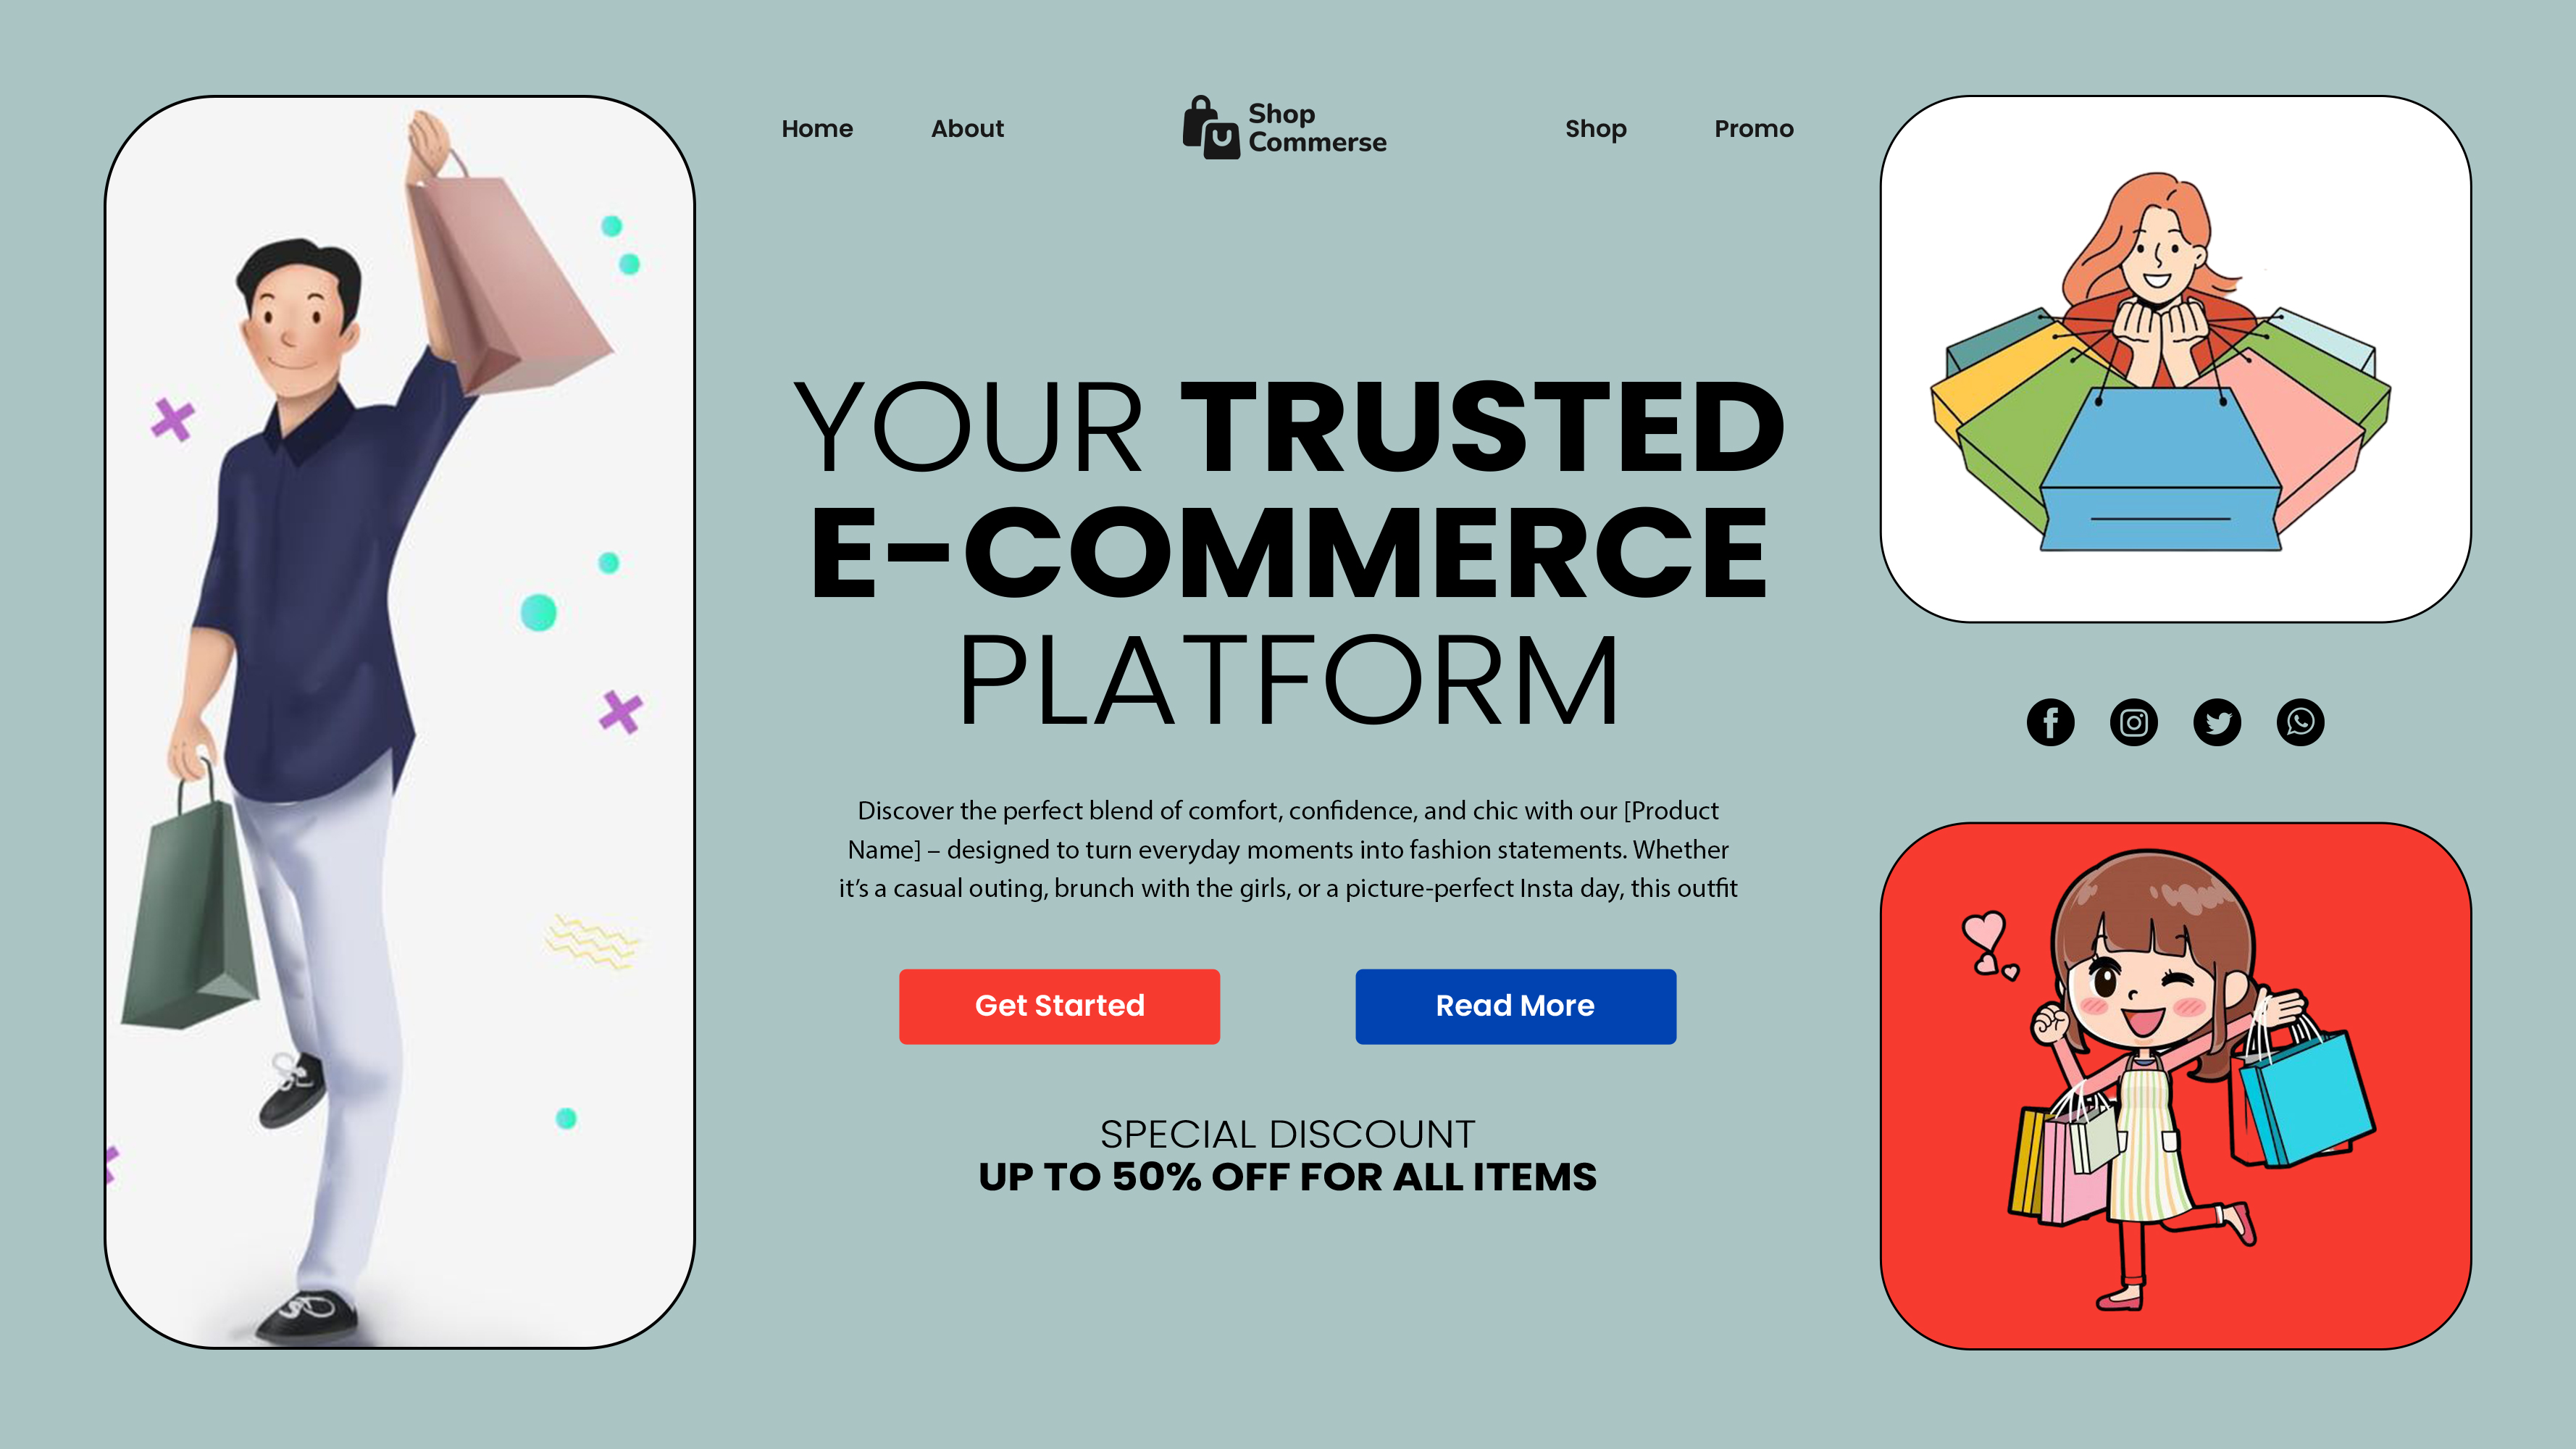 Home
About
Shop
Commerse
Shop
Promo
YOUR TRUSTED
E-COMMERCE
PLATFORM
Discover the perfect blend of comfort, confidence, and chic with our [Product
Name] – designed to turn everyday moments into fashion statements. Whether
it’s a casual outing, brunch with the girls, or a picture-perfect Insta day, this outfit
Get Started
Read More
SPECIAL DISCOUNT
UP TO 50% OFF FOR ALL ITEMS